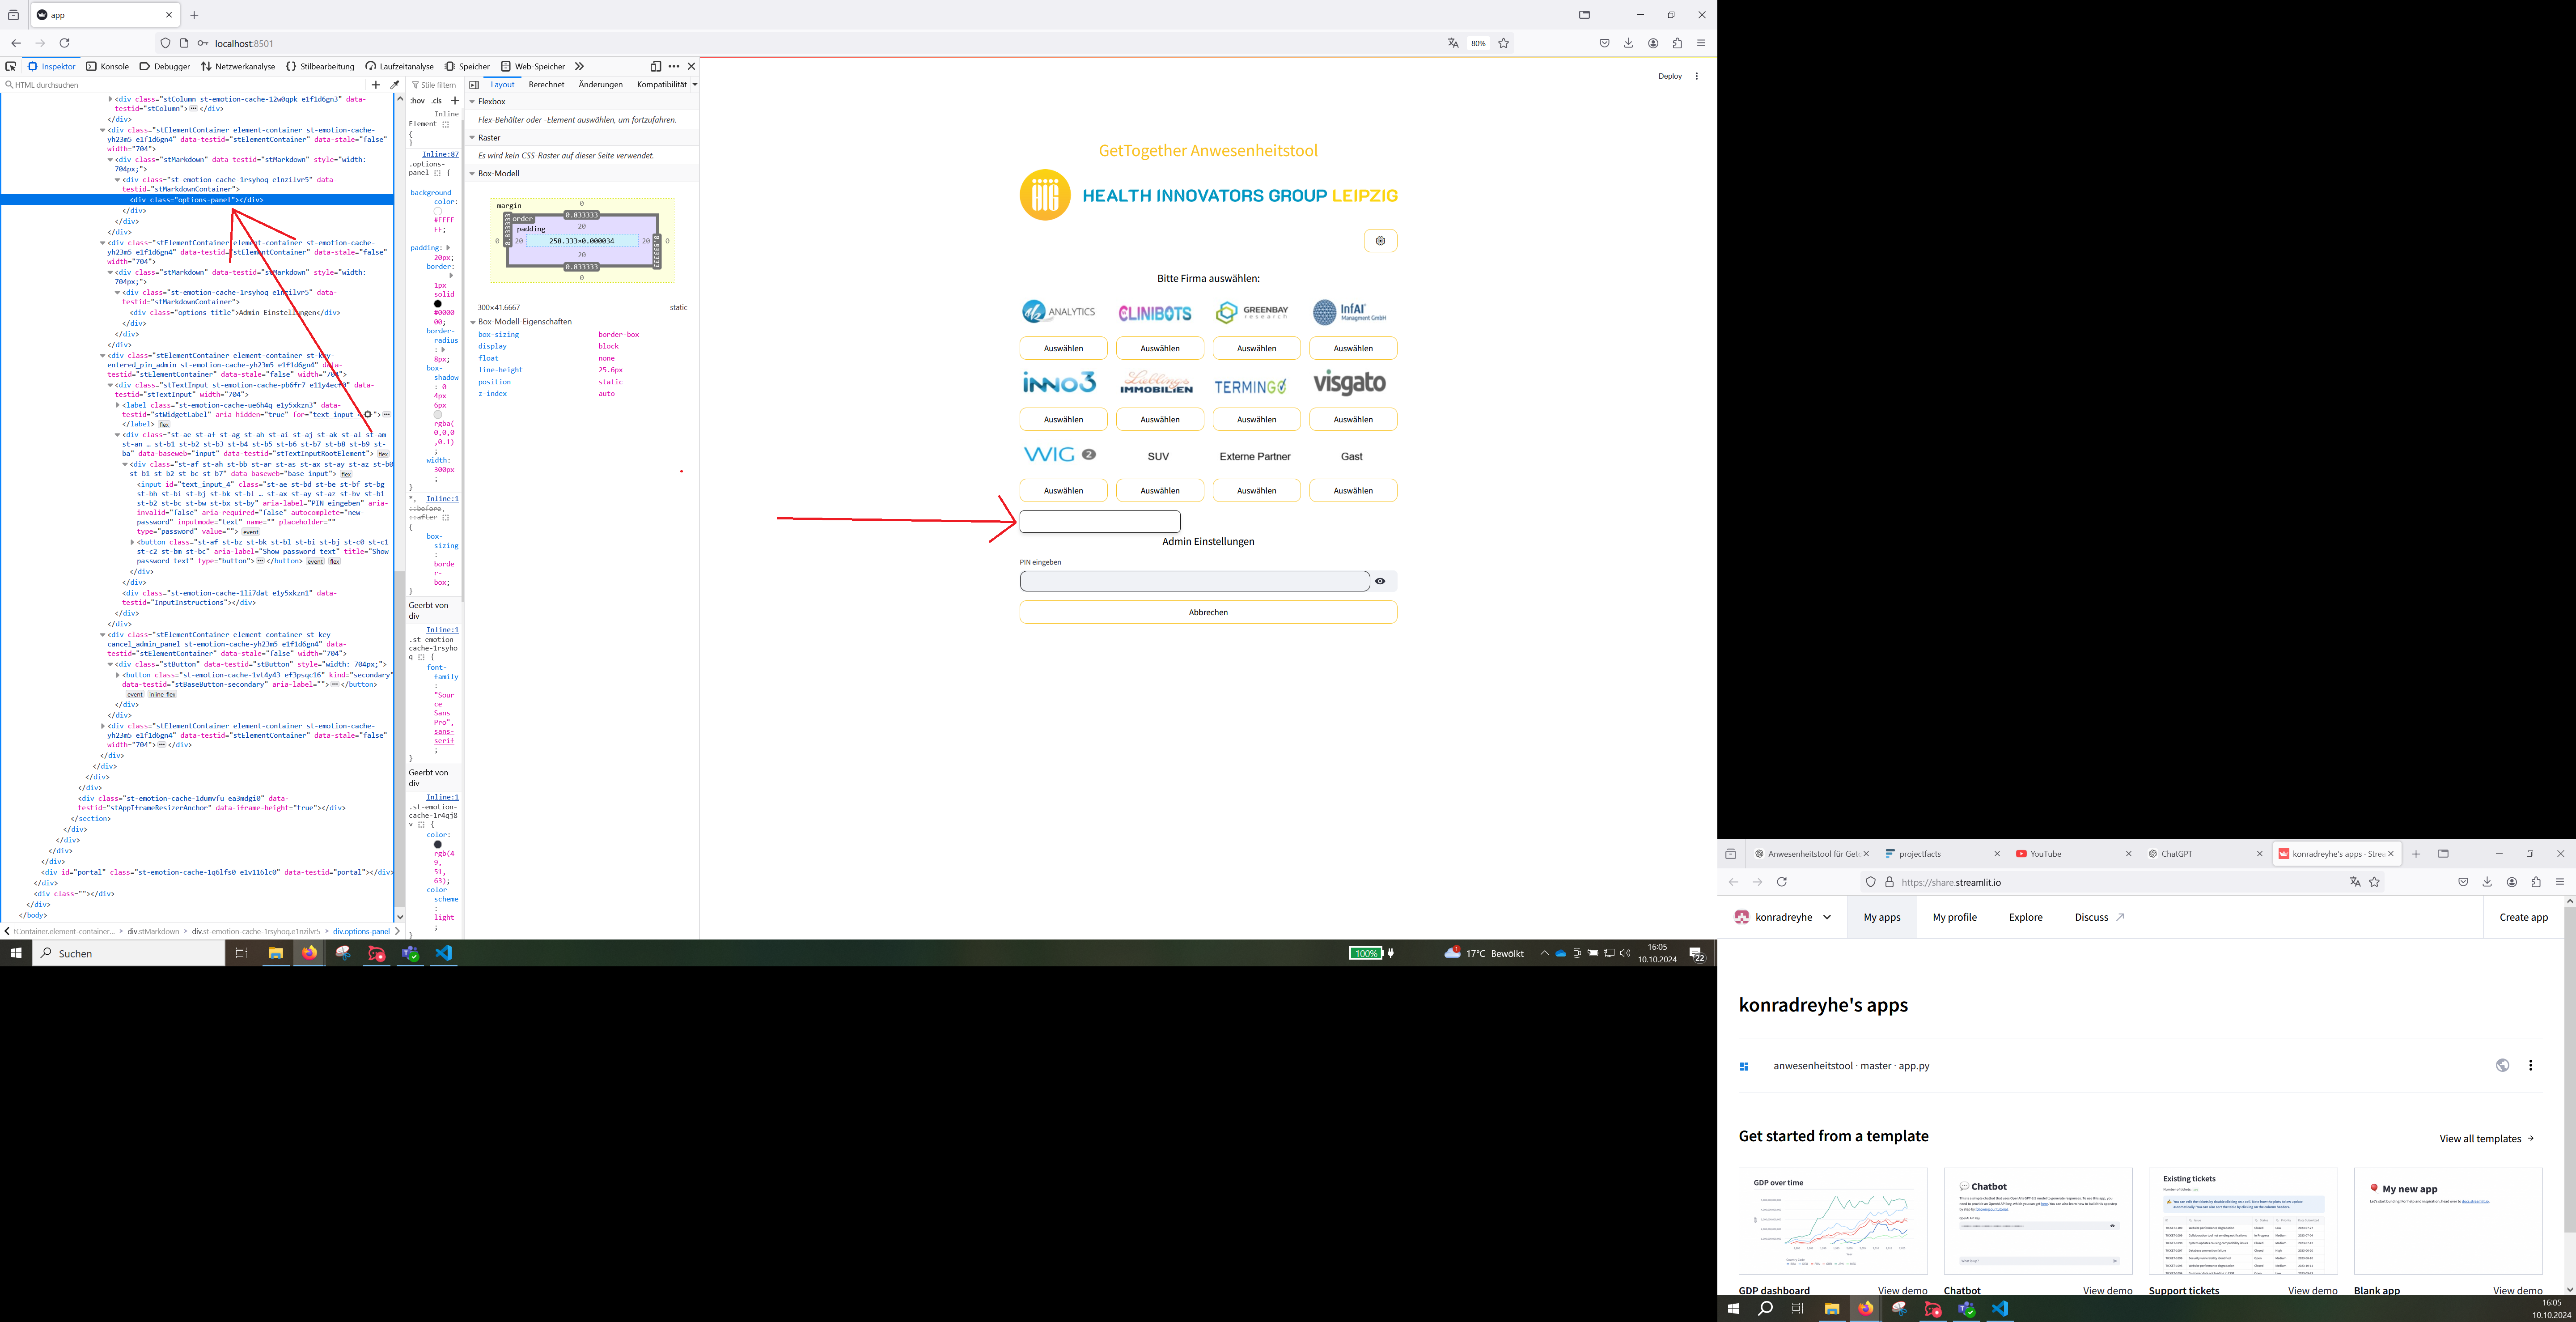 app
localhost:8501
80%
Inspektor Konsole Debugger Netzwerkanalyse Stilbearbeitung Laufzeitanalyse Speicher Web-Speicher
HTML durchsuchen
<div class="stColumn st-emotion-cache-12w0qpk e1f1d6gn3" data-
testid="stColumn"> </div>
</div>
<div class="stElementContainer element-container st-emotion-cache-
yh23m5 e1f1d6gn4" data-testid="stElementContainer" data-stale="false"
width="704">
<div class="stMarkdown" data-testid="stMarkdown" style="width:
704px;">
<div class="st-emotion-cache-1rsyhoq e1nzilvr5" data-
testid="stMarkdownContainer">
<div class="options-panel"></div>
</div>
</div>
</div>
<div class="stElementContainer element-container st-emotion-cache-
yh23m5 e1f1d6gn4" data-testid="stElementContainer" data-stale="false"
width="704">
<div class="stMarkdown" data-testid="stMarkdown" style="width:
704px;">
<div class="st-emotion-cache-1rsyhoq e1nzilvr5" data-
testid="stMarkdownContainer">
<div class="options-title">Admin Einstellungen</div>
</div>
</div>
</div>
<div class="stElementContainer element-container st-key-
entered_pin_admin st-emotion-cache-yh23m5 e1f1d6gn4" data-
testid="stElementContainer" data-stale="false" width="704">
<div class="stTextInput st-emotion-cache-pb6fr7 e11y4ecf0" data-
testid="stTextInput" width="704">
<label class="st-emotion-cache-ue6h4q e1y5xkzn3" data-
testid="stWidgetLabel" aria-hidden="true" for="text_input_4">
</label> flex
<div class="st-ae st-af st-ag st-ah st-ai st-aj st-ak st-al st-am
st-an … st-b1 st-b2 st-b3 st-b4 st-b5 st-b6 st-b7 st-b8 st-b9 st-
ba" data-baseweb="input" data-testid="stTextInputRootElement"> flex
<div class="st-af st-ah st-bb st-ar st-as st-ax st-ay st-az st-b0
st-b1 st-b2 st-bc st-b7" data-baseweb="base-input"> flex
<input id="text_input_4" class="st-ae st-bd st-be st-bf st-bg
st-bh st-bi st-bj st-bk st-bl … st-ax st-ay st-az st-bv st-b1
st-b2 st-bc st-bw st-bx st-by" aria-label="PIN eingeben" aria-
invalid="false" aria-required="false" autocomplete="new-
password" inputmode="text" name="" placeholder=""
type="password" value=""> event
<button class="st-af st-bz st-bk st-bl st-bi st-bj st-c0 st-c1
st-c2 st-bm st-bc" aria-label="Show password text" title="Show
password text" type="button"> </button> event flex
</div>
</div>
<div class="st-emotion-cache-1li7dat e1y5xkzn1" data-
testid="InputInstructions"></div>
</div>
</div>
<div class="stElementContainer element-container st-key-
cancel_admin_panel st-emotion-cache-yh23m5 e1f1d6gn4" data-
testid="stElementContainer" data-stale="false" width="704">
<div class="stButton" data-testid="stButton" style="width: 704px;">
<button class="st-emotion-cache-1vt4y43 ef3psqc16" kind="secondary"
data-testid="stBaseButton-secondary" aria-label=""> </button>
event inline-flex
</div>
</div>
<div class="stElementContainer element-container st-emotion-cache-
yh23m5 e1f1d6gn4" data-testid="stElementContainer" data-stale="false"
width="704"> </div>
</div>
</div>
</div>
</div>
<div class="st-emotion-cache-1dumvfu ea3mdgi0" data-
testid="stAppIframeResizerAnchor" data-iframe-height="true"></div>
</section>
</div>
</div>
</div>
</div>
<div id="portal" class="st-emotion-cache-1q6lfs0 e1v116lc0" data-testid="portal"></div>
</div>
<div class=""></div>
</div>
</body>
tContainer.element-container… > div.stMarkdown > div.st-emotion-cache-1rsyhoq.e1nzilvr5 > div.options-panel
Stile filtern
:hov .cls
Inline
Element
{
}
Inline:87
.options-
panel {
background-
color:
#FFFF
FF;
padding:
20px;
border:
1px
solid
#0000
00;
border-
radius
:
8px;
box-
shadow
: 0
4px
6px
rgba(
0,0,0
,0.1)
;
width:
300px
;
}
*, Inline:1
::before,
::after
{
box-
sizing
:
borde
r-
box;
}
Geerbt von
div
Inline:1
.st-emotion-
cache-1rsyho
q {
font-
family
:
"Sour
ce
Sans
Pro",
sans-
serif
;
}
Geerbt von
div
Inline:1
.st-emotion-
cache-1r4qj8
v {
color:
rgb(4
9,
51,
63);
color-
scheme
:
light
;
}
Layout Berechnet Änderungen Kompatibilität
Flexbox
Flex-Behälter oder -Element auswählen, um fortzufahren.
Raster
Es wird kein CSS-Raster auf dieser Seite verwendet.
Box-Modell
margin 0
order 0.833333
padding 20
0 20 258.333×0.000034 20 0
20
0.833333
0
300×41.6667 static
Box-Modell-Eigenschaften
box-sizing border-box
display block
float none
line-height 25.6px
position static
z-index auto
Deploy
GetTogether Anwesenheitstool
HEALTH INNOVATORS GROUP LEIPZIG
Bitte Firma auswählen:
M2 ANALYTICS CLINIBOTS GREENBAY research InfAI Managment GmbH
Auswählen Auswählen Auswählen Auswählen
inno3 Lieblings IMMOBILIEN TERMINGO visgato
Auswählen Auswählen Auswählen Auswählen
WIG 2 SUV Externe Partner Gast
Auswählen Auswählen Auswählen Auswählen
Admin Einstellungen
PIN eingeben
Abbrechen
Suchen
100% 17°C Bewölkt 16:05
10.10.2024 22
Anwesenheitstool für Get projectfacts YouTube ChatGPT konradreyhe's apps · Strea
https://share.streamlit.io
konradreyhe My apps My profile Explore Discuss Create app
konradreyhe's apps
anwesenheitstool · master · app.py
Get started from a template
View all templates
GDP over time
Chatbot
Existing tickets
My new app
GDP dashboard View demo Chatbot View demo Support tickets View demo Blank app View demo
16:05
10.10.2024